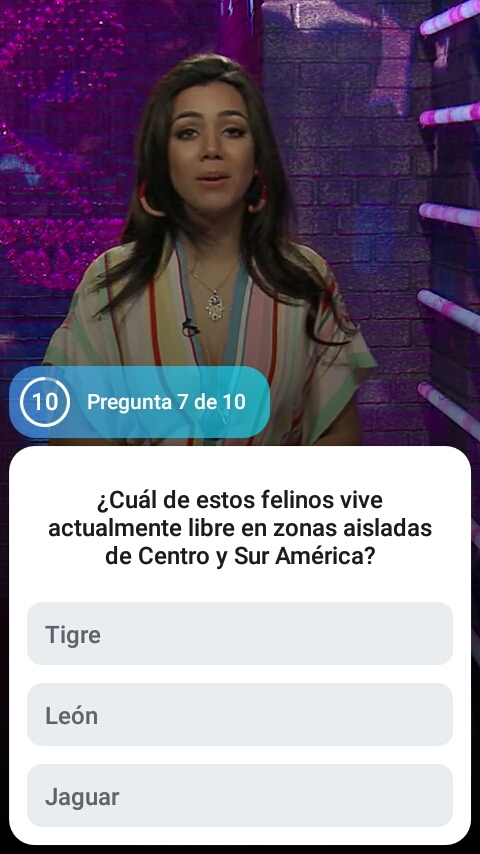 10 Pregunta 7 de 10
¿Cuál de estos felinos vive
actualmente libre en zonas aisladas
de Centro y Sur América?
Tigre
León
Jaguar